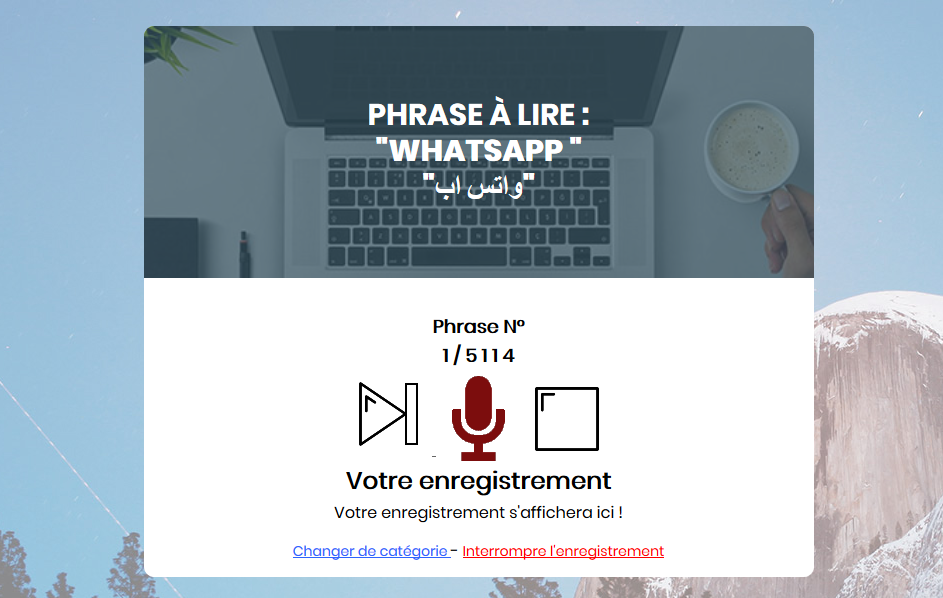 PHRASE À LIRE :
"WHATSAPP "
"واتس اب"
Phrase N°
1 / 5114
Votre enregistrement
Votre enregistrement s'affichera ici !
Changer de catégorie - Interrompre l'enregistrement